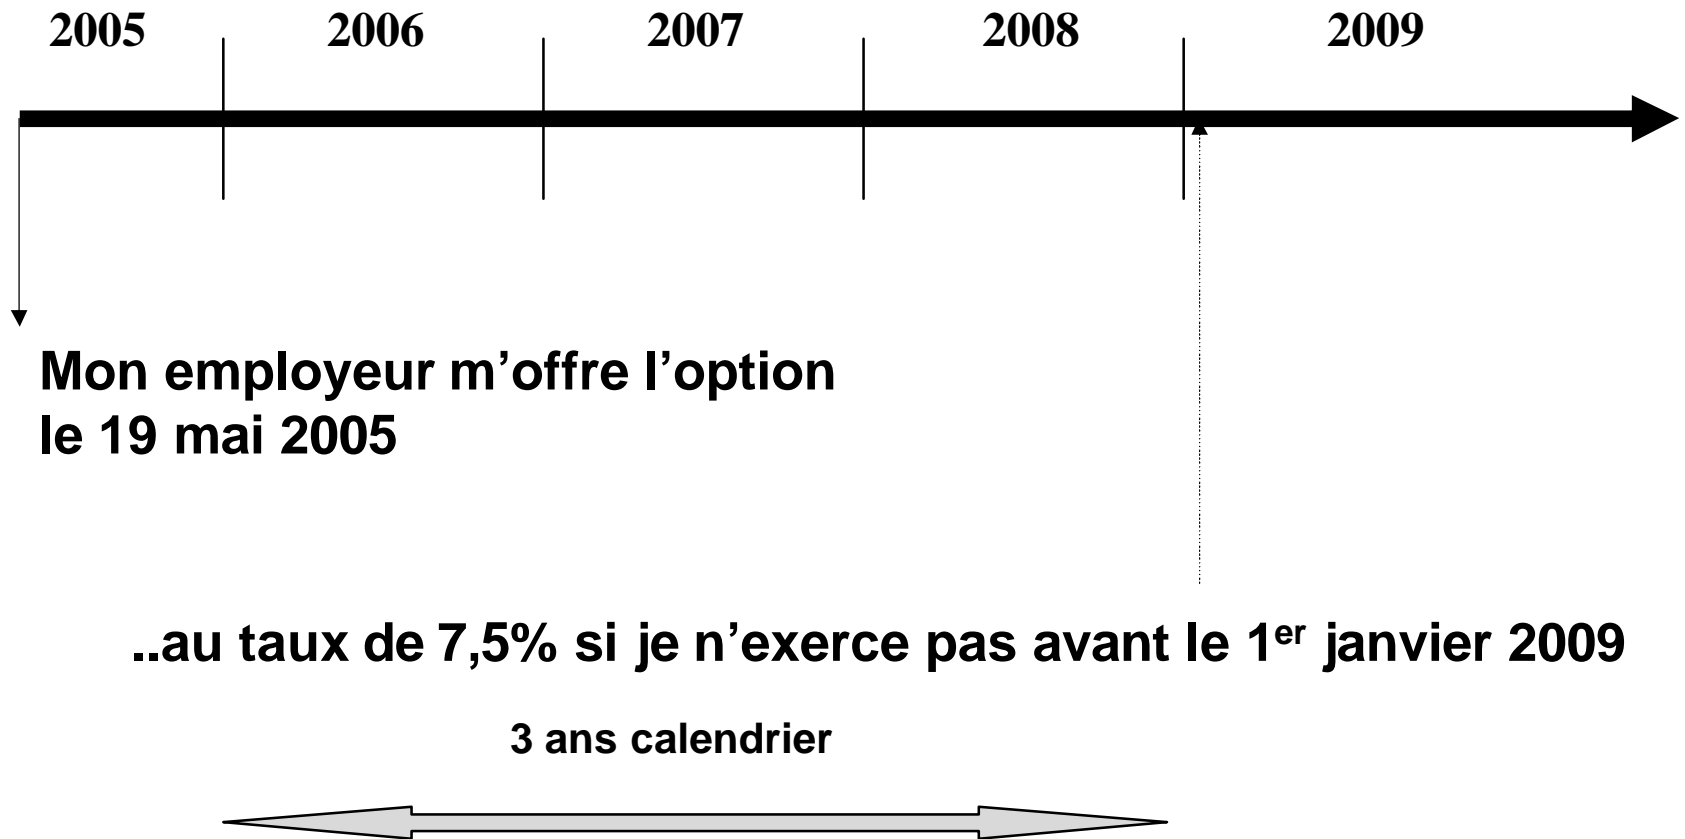 2005 2006 2007 2008 2009
Mon employeur m’offre l’option
le 19 mai 2005
..au taux de 7,5% si je n’exerce pas avant le 1er janvier 2009
3 ans calendrier